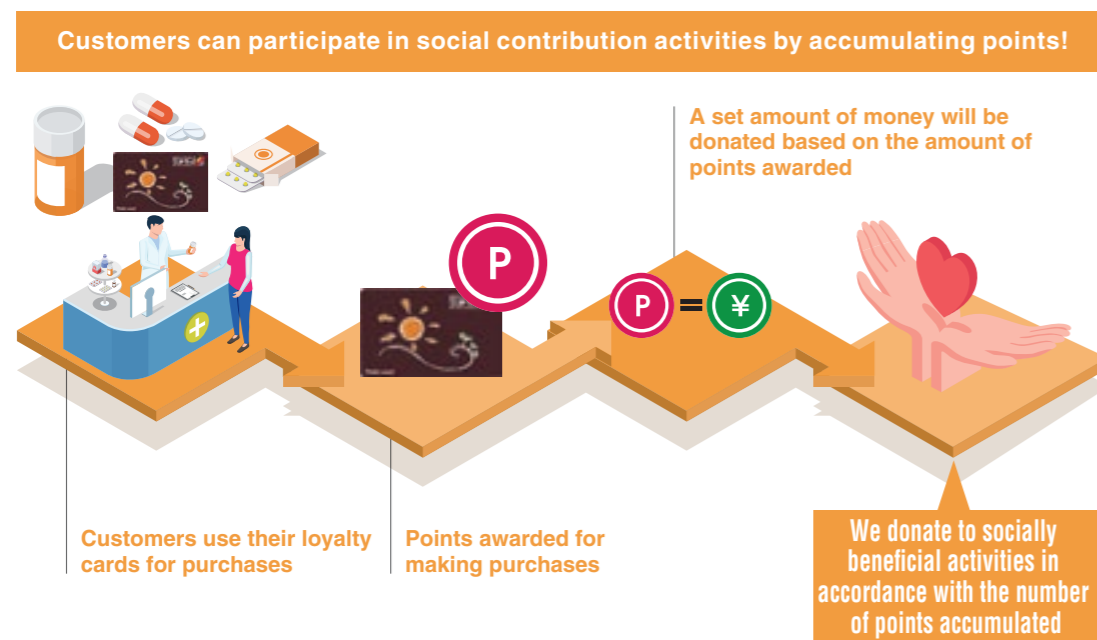 Customers can participate in social contribution activities by accumulating points!
A set amount of money will be
donated based on the amount of
points awarded
P
P = ¥
Customers use their loyalty
cards for purchases
Points awarded for
making purchases
We donate to socially
beneficial activities in
accordance with the number
of points accumulated